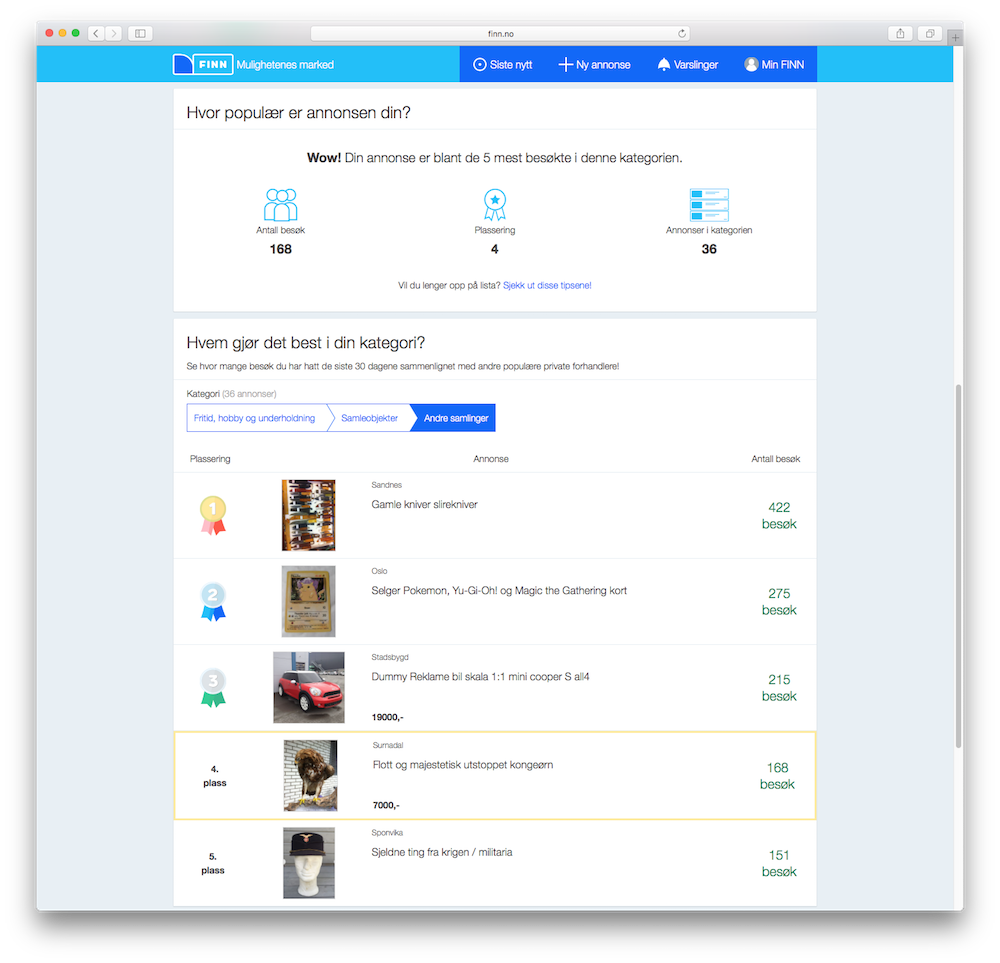 finn.no
FINN Mulighetenes marked
Siste nytt Ny annonse Varslinger Min FINN
Hvor populær er annonsen din?
Wow! Din annonse er blant de 5 mest besøkte i denne kategorien.
Antall besøk
168
Plassering
4
Annonser i kategorien
36
Vil du lenger opp på lista? Sjekk ut disse tipsene!
Hvem gjør det best i din kategori?
Se hvor mange besøk du har hatt de siste 30 dagene sammenlignet med andre populære private forhandlere!
Kategori (36 annonser)
Fritid, hobby og underholdning Samleobjekter Andre samlinger
Plassering Annonse Antall besøk
1
Sandnes
Gamle kniver slirekniver
422
besøk
2
Oslo
Selger Pokemon, Yu-Gi-Oh! og Magic the Gathering kort
275
besøk
3
Stadsbygd
Dummy Reklame bil skala 1:1 mini cooper S all4
19000,-
215
besøk
4.
plass
Surnadal
Flott og majestetisk utstoppet kongeørn
7000,-
168
besøk
5.
plass
Sponvika
Sjeldne ting fra krigen / militaria
151
besøk